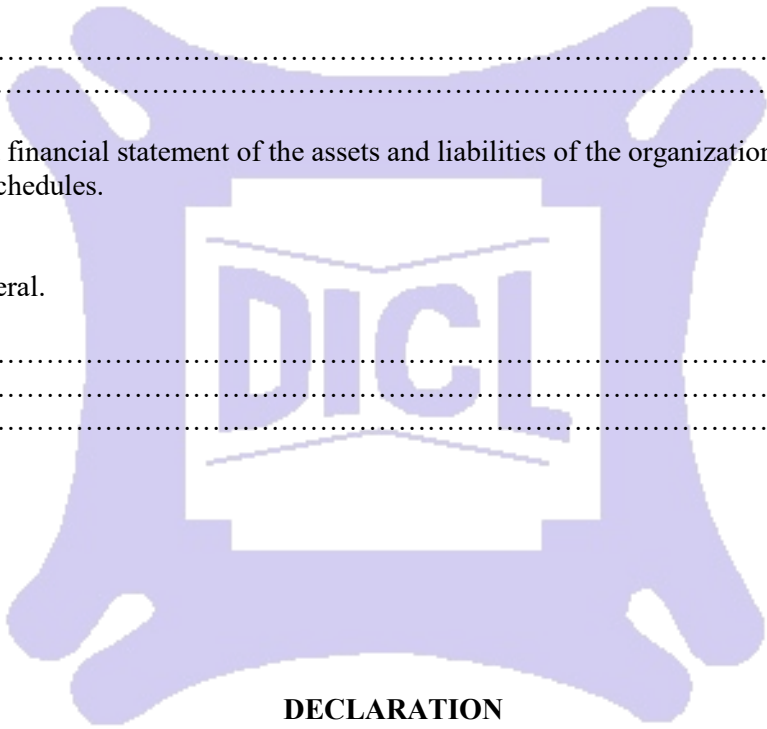 …………………………………………………………………………
…………………………………………………………………………
financial statement of the assets and liabilities of the organization
chedules.
eral.
…………………………………………………………………………
DICL
…………………………………………………………………………
…………………………………………………………………………
DECLARATION